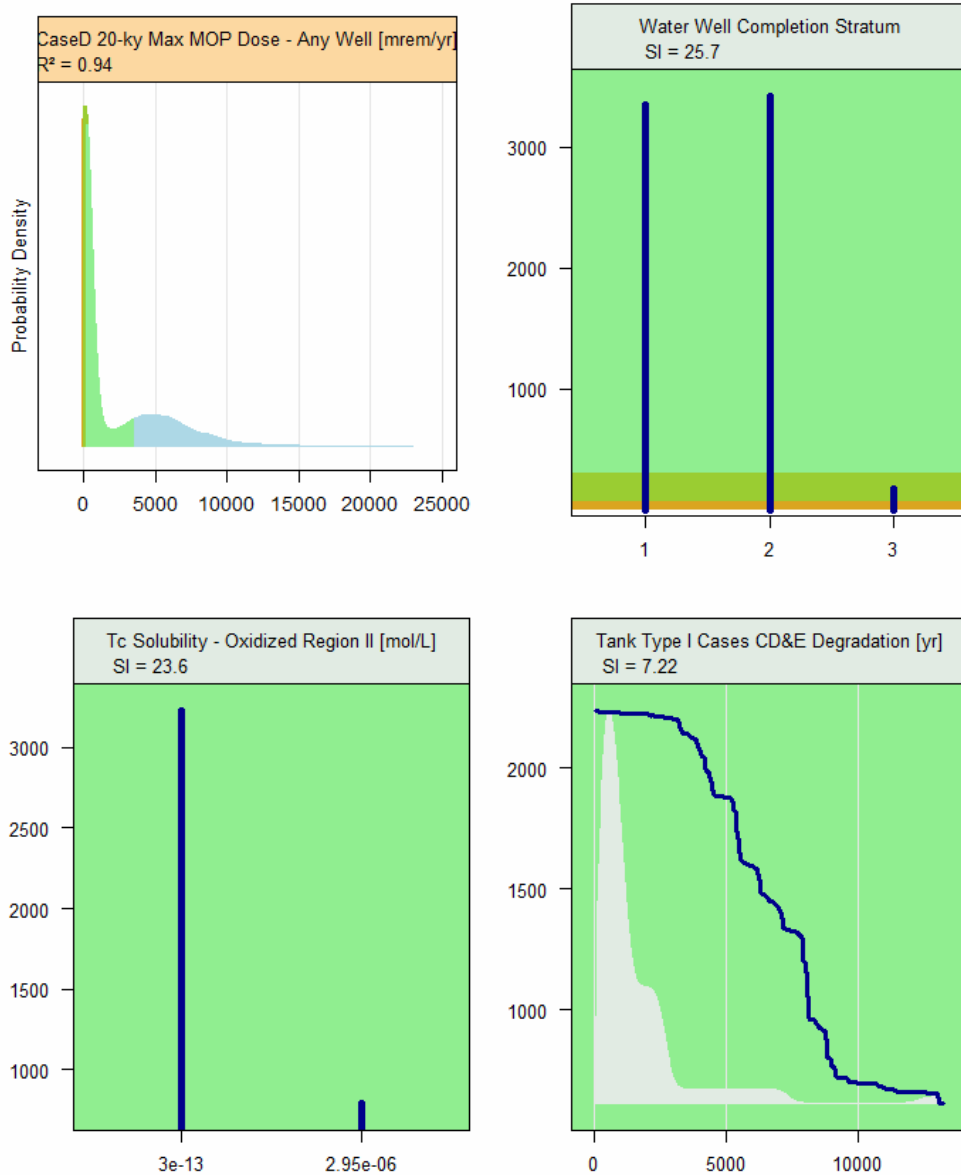 CaseD 20-ky Max MOP Dose - Any Well [mrem/yr]
R² = 0.94
Probability Density
0 5000 10000 15000 20000 25000
Water Well Completion Stratum
SI = 25.7
3000
2000
1000
1 2 3
Tc Solubility - Oxidized Region II [mol/L]
SI = 23.6
3000
2500
2000
1500
1000
3e-13 2.95e-06
Tank Type I Cases CD&E Degradation [yr]
SI = 7.22
2000
1500
1000
0 5000 10000